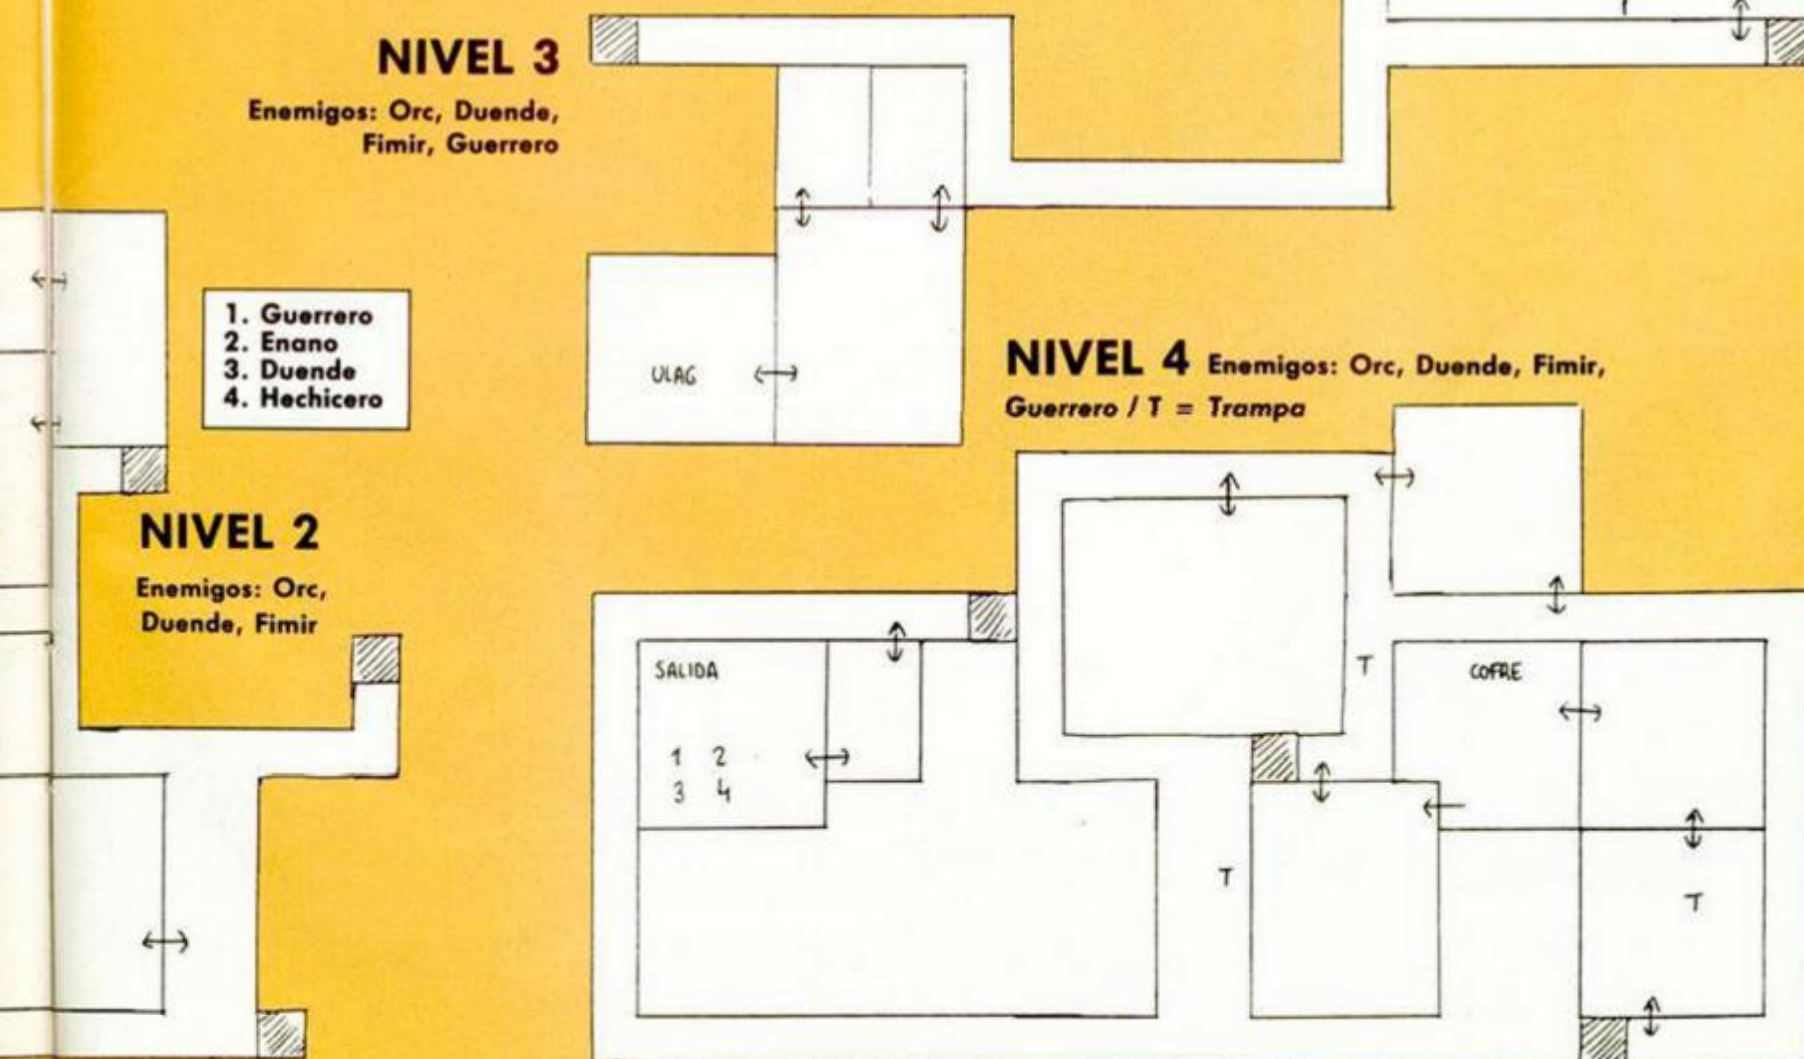 NIVEL 3
Enemigos: Orc, Duende,
Fimir, Guerrero
1. Guerrero
2. Enano
3. Duende
4. Hechicero
ULAG
NIVEL 4 Enemigos: Orc, Duende, Fimir,
Guerrero / T = Trampa
NIVEL 2
Enemigos: Orc,
Duende, Fimir
SALIDA
1 2
3 4
T
COFRE
T
T